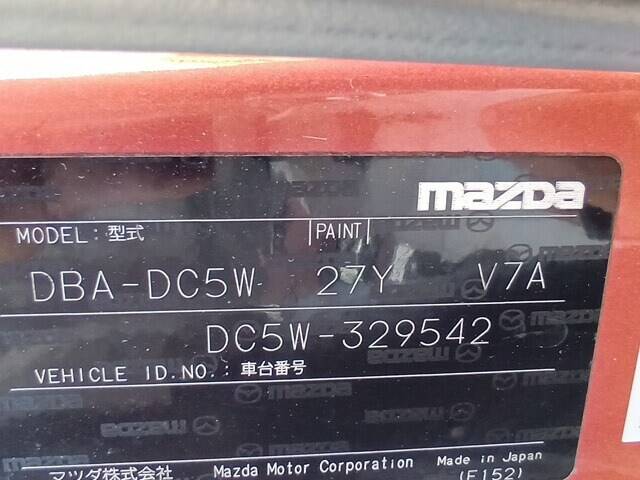 mazda
MODEL: 型式 PAINT
DBA-DC5W 27Y V7A
DC5W-329542
VEHICLE ID.NO.: 車台番号
マツダ株式会社 Mazda Motor Corporation Made in Japan
(F152)